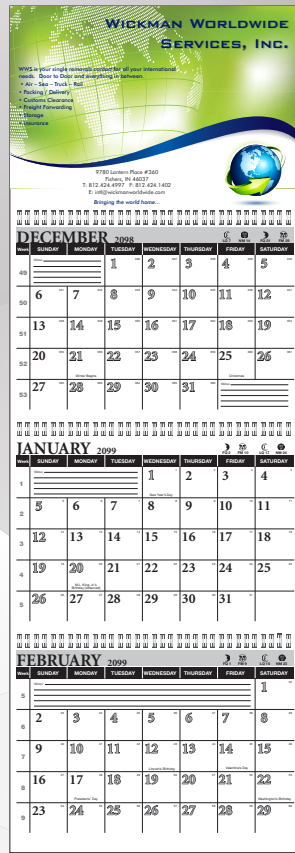 Wickman Worldwide
Services, Inc.
WWS is your single removals contact for all your international
needs. Door to Door and everything in between.
• Air – Sea – Truck – Rail
• Packing / Delivery
• Customs Clearance
• Freight Forwarding
• Storage
• Insurance
9780 Lantern Place #360
Fishers, IN 46037
T: 812.424.4997 F: 812.424.1402
E: inf@wickmanworldwide.com
Bringing the world home...
DECEMBER 2098
Week SUNDAY MONDAY TUESDAY WEDNESDAY THURSDAY FRIDAY SATURDAY
49 1 2 3 4 5
50 6 7 8 9 10 11 12
51 13 14 15 16 17 18 19
52 20 21 22 23 24 25 26
Winter Begins Christmas
53 27 28 29 30 31
JANUARY 2099
Week SUNDAY MONDAY TUESDAY WEDNESDAY THURSDAY FRIDAY SATURDAY
1 1 2 3 4
New Year's Day
2 5 6 7 8 9 10 11
3 12 13 14 15 16 17 18
4 19 20 21 22 23 24 25
M.L. King, Jr.'s
Birthday (observed)
5 26 27 28 29 30 31
FEBRUARY 2099
Week SUNDAY MONDAY TUESDAY WEDNESDAY THURSDAY FRIDAY SATURDAY
5 1
6 2 3 4 5 6 7 8
7 9 10 11 12 13 14 15
Lincoln's Birthday Valentine's Day
8 16 17 18 19 20 21 22
Presidents' Day Washington's Birthday
9 23 24 25 26 27 28 29